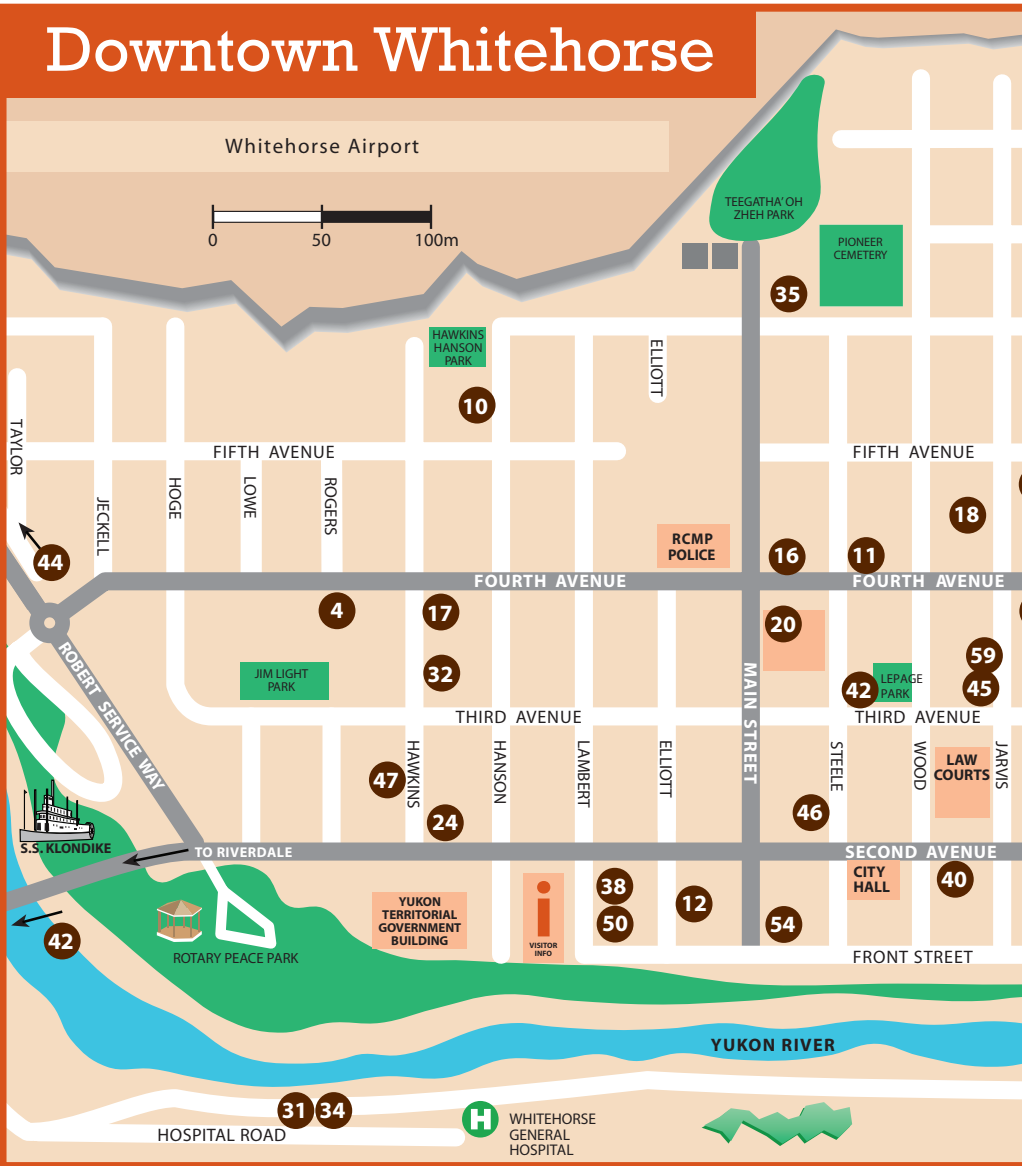 Downtown Whitehorse
Whitehorse Airport
0 50 100m
TEEGATHA' OH
ZHEH PARK
PIONEER
CEMETERY
35
HAWKINS
HANSON
PARK
ELLIOTT
10
TAYLOR
FIFTH AVENUE
FIFTH AVENUE
JECKELL
HOGE
LOWE
ROGERS
18
RCMP
POLICE
16
11
44
FOURTH AVENUE
FOURTH AVENUE
4
17
20
ROBERT SERVICE WAY
JIM LIGHT
PARK
32
MAIN STREET
59
42
LEPAGE
PARK
45
THIRD AVENUE
THIRD AVENUE
47
HAWKINS
HANSON
LAMBERT
ELLIOTT
STEELE
WOOD
LAW
COURTS
JARVIS
24
46
S.S. KLONDIKE
TO RIVERDALE
SECOND AVENUE
CITY
HALL
40
38
12
50
54
YUKON
TERRITORIAL
GOVERNMENT
BUILDING
i
VISITOR
INFO
42
ROTARY PEACE PARK
FRONT STREET
YUKON RIVER
31
34
HOSPITAL ROAD
H
WHITEHORSE
GENERAL
HOSPITAL